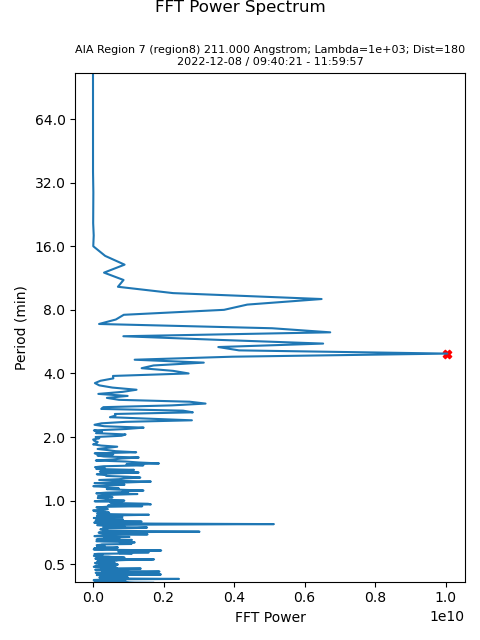 FFT Power Spectrum
AIA Region 7 (region8) 211.000 Angstrom; Lambda=1e+03; Dist=180
2022-12-08 / 09:40:21 - 11:59:57
64.0
32.0
16.0
8.0
4.0
2.0
1.0
0.5
Period (min)
0.0 0.2 0.4 0.6 0.8 1.0
1e10
FFT Power